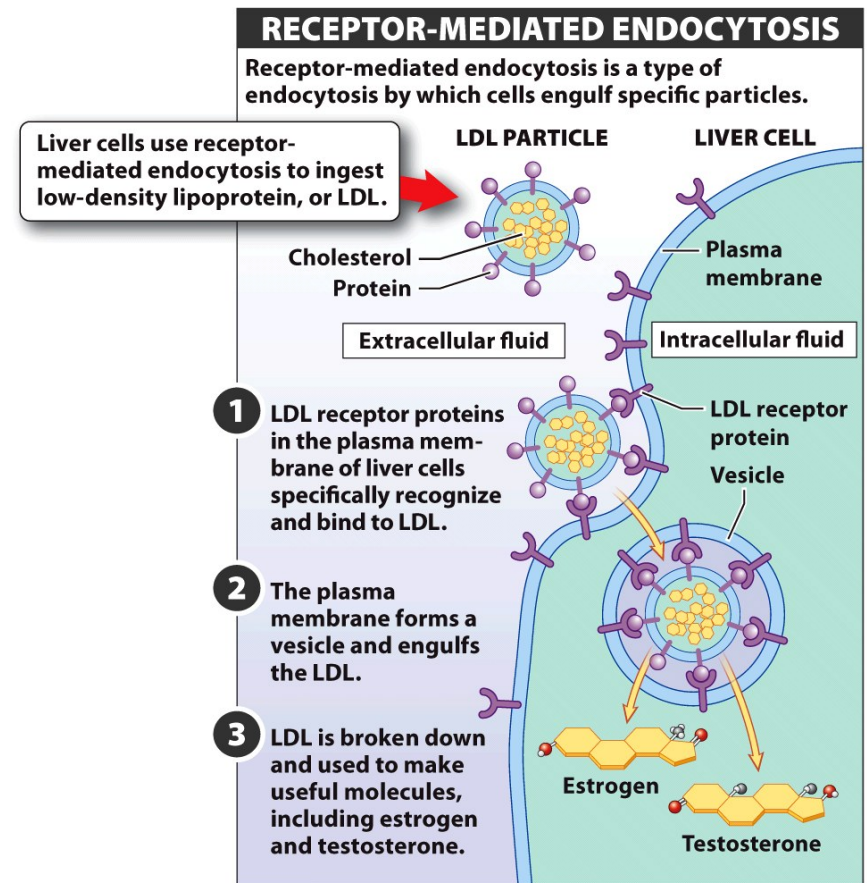 RECEPTOR-MEDIATED ENDOCYTOSIS
Receptor-mediated endocytosis is a type of
endocytosis by which cells engulf specific particles.
Liver cells use receptor-
mediated endocytosis to ingest
low-density lipoprotein, or LDL.
LDL PARTICLE
LIVER CELL
Cholesterol
Protein
Plasma
membrane
Extracellular fluid
Intracellular fluid
1
LDL receptor proteins
in the plasma mem-
brane of liver cells
specifically recognize
and bind to LDL.
LDL receptor
protein
Vesicle
2
The plasma
membrane forms a
vesicle and engulfs
the LDL.
3
LDL is broken down
and used to make
useful molecules,
including estrogen
and testosterone.
Estrogen
Testosterone